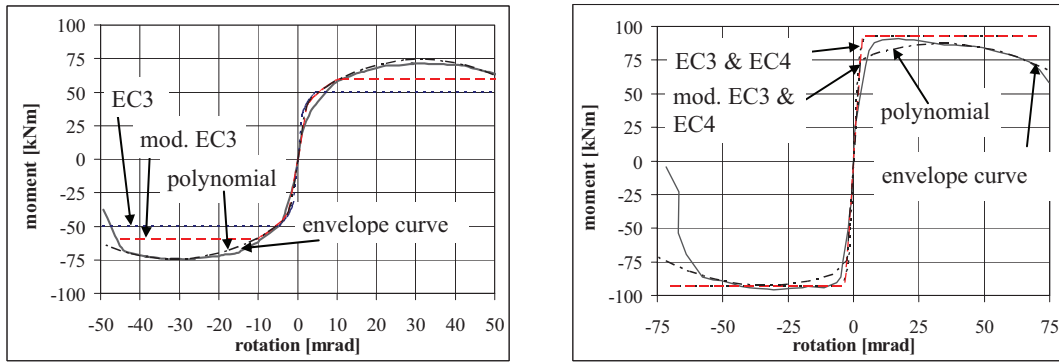 100
75
50
25
0
-25
-50
-75
-100
moment [kNm]
EC3
mod. EC3
polynomial
envelope curve
-50 -40 -30 -20 -10 0 10 20 30 40 50
rotation [mrad]
100
75
50
25
0
-25
-50
-75
-100
moment [kNm]
EC3 & EC4
mod. EC3 &
EC4
polynomial
envelope curve
-75 -50 -25 0 25 50 75
rotation [mrad]